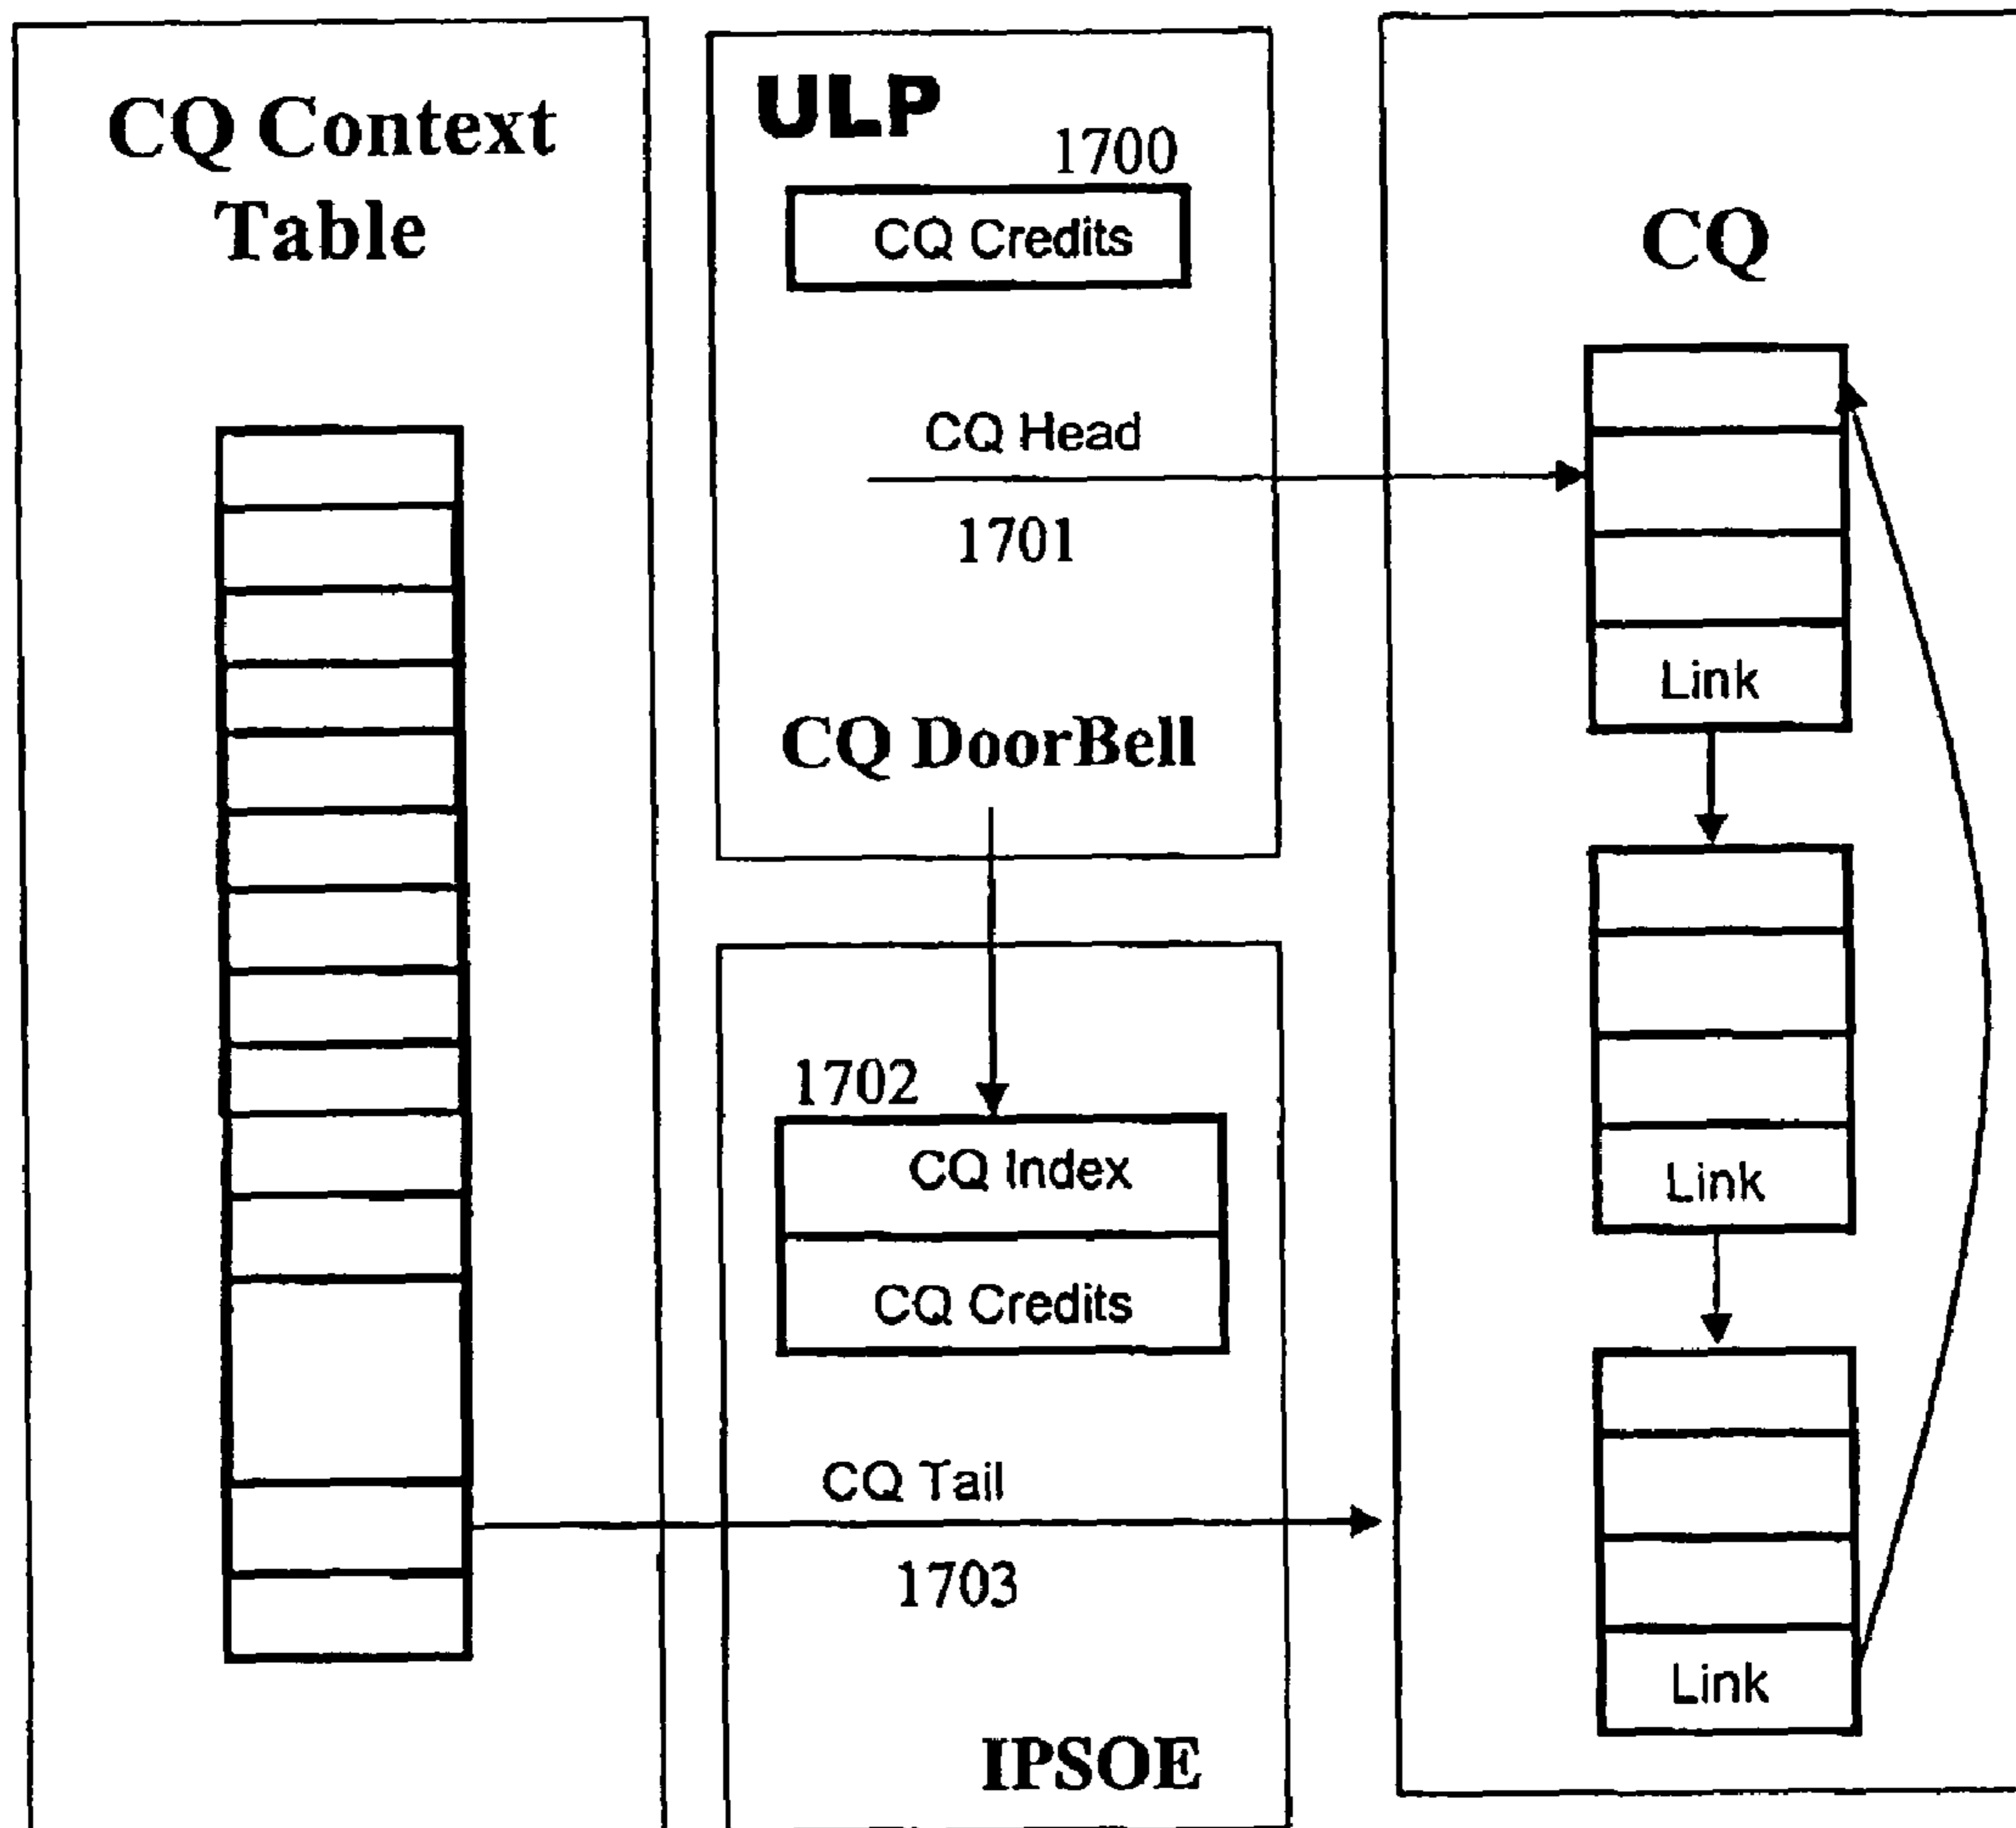 CQ Context
Table
ULP
1700
CQ Credits
CQ Head
1701
CQ DoorBell
1702
CQ Index
CQ Credits
CQ Tail
1703
IPSOE
CQ
Link
Link
Link